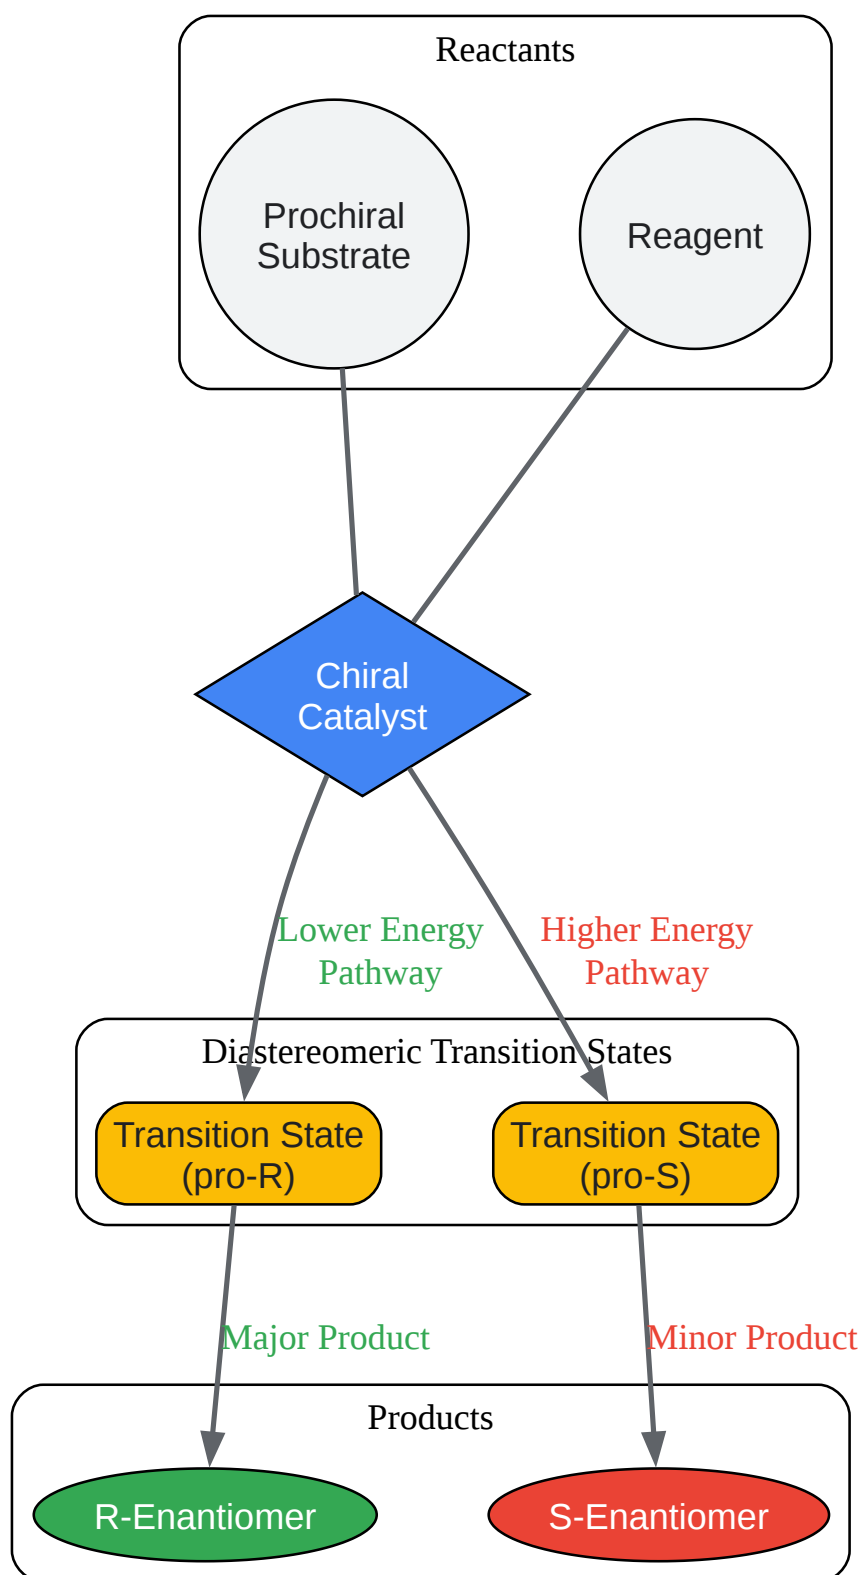 Reactants
Prochiral
Substrate
Reagent
Chiral
Catalyst
Lower Energy
Pathway
Higher Energy
Pathway
Diastereomeric Transition States
Transition State
(pro-R)
Transition State
(pro-S)
Major Product
Minor Product
Products
R-Enantiomer
S-Enantiomer